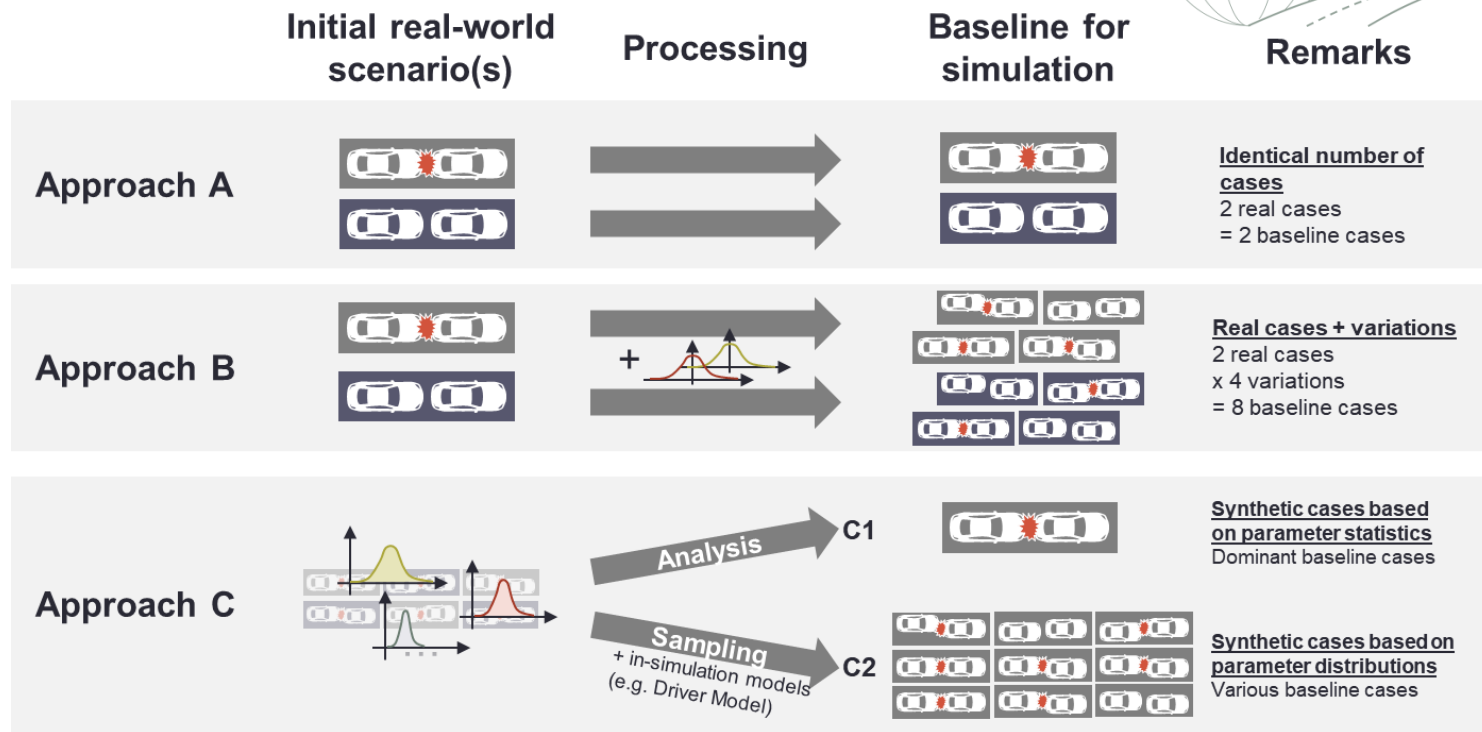 Initial real-world
scenario(s)
Processing
Baseline for
simulation
Remarks
Approach A
Identical number of
cases
2 real cases
= 2 baseline cases
Approach B
+
Real cases + variations
2 real cases
x 4 variations
= 8 baseline cases
Approach C
Analysis
C1
Synthetic cases based
on parameter statistics
Dominant baseline cases
Sampling
+ in-simulation models
(e.g. Driver Model)
C2
Synthetic cases based on
parameter distributions
Various baseline cases